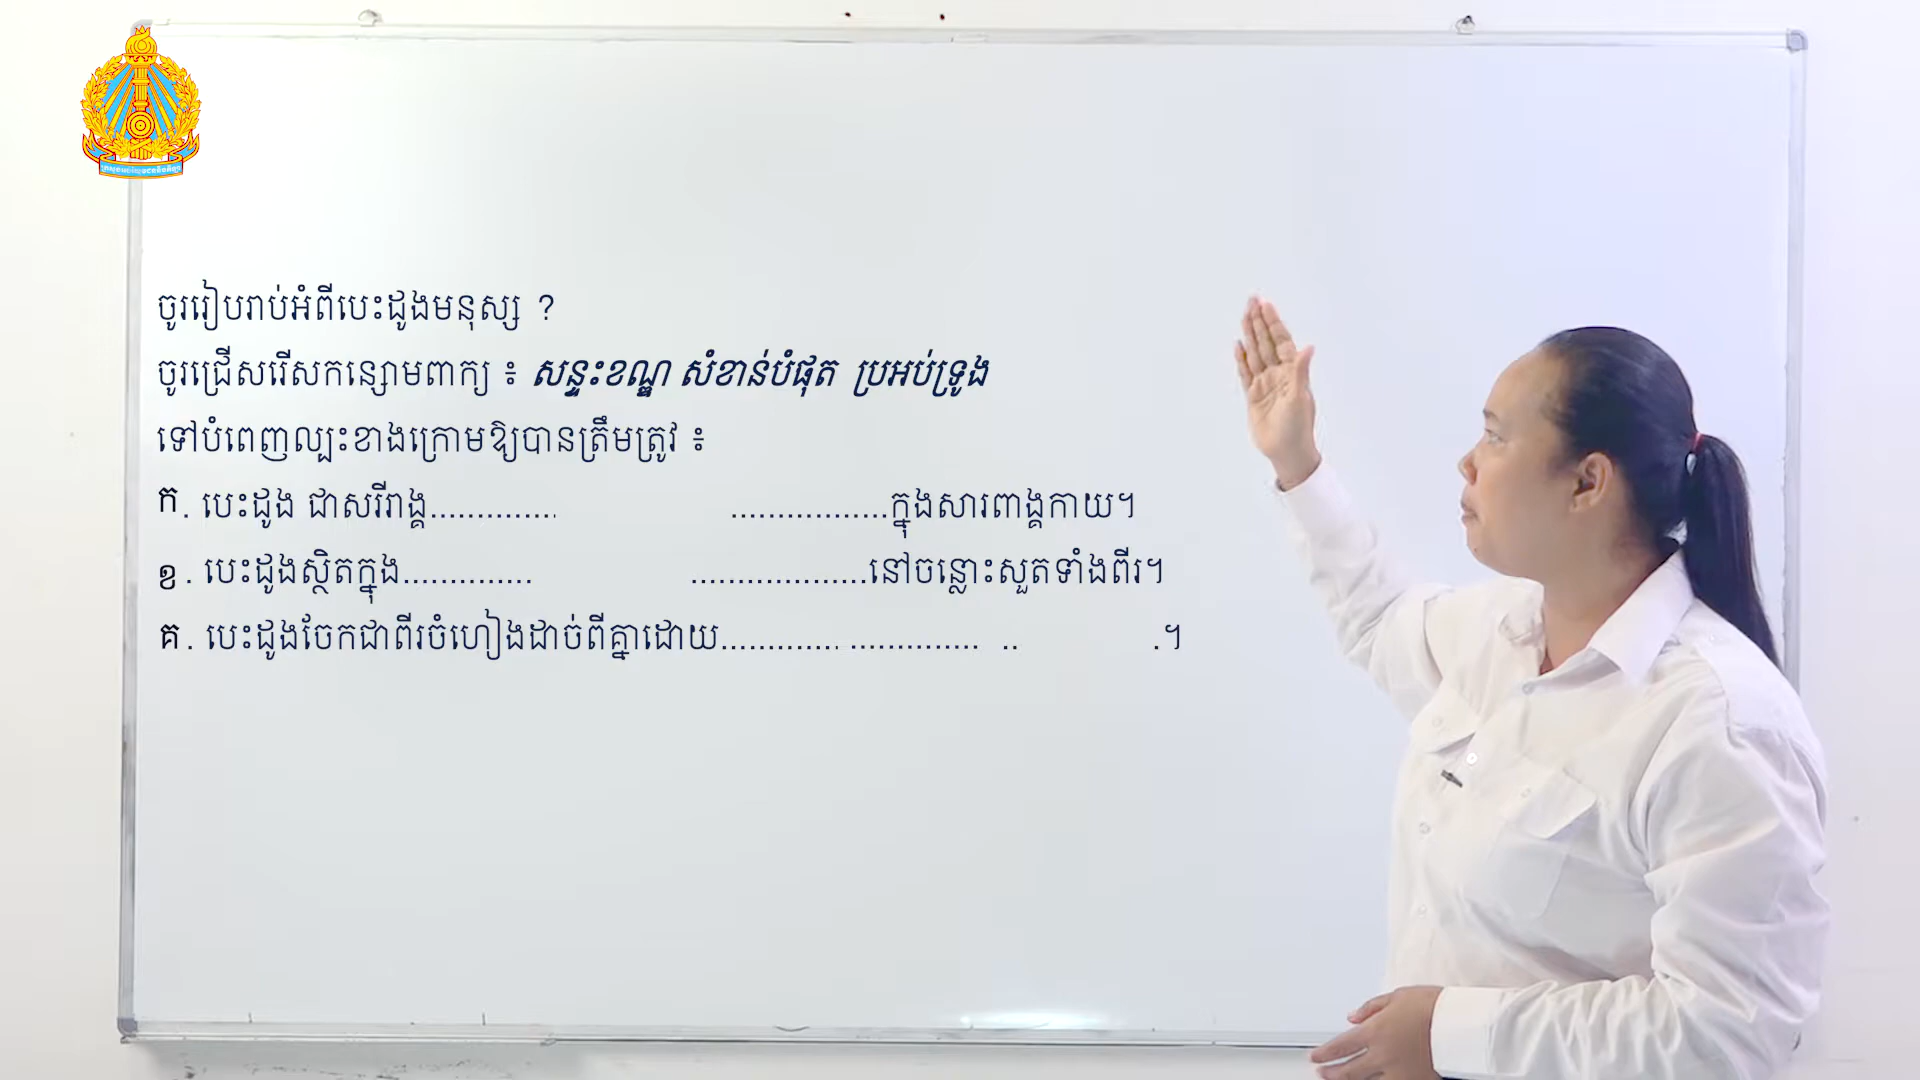 ចូររៀបរាប់អំពីបេះដូងមនុស្ស ?
ចូរជ្រើសរើសកន្សោមពាក្យ ៖ សន្ទះខណ្ឌ សំខាន់បំផុត ប្រអប់ទ្រូង
ទៅបំពេញល្បះខាងក្រោមឱ្យបានត្រឹមត្រូវ ៖
ក. បេះដូង ជាសរីរាង្គ.............. .................ក្នុងសារពាង្គកាយ។
ខ. បេះដូងស្ថិតក្នុង.............. ...................នៅចន្លោះសួតទាំងពីរ។
គ. បេះដូងចែកជាពីរចំហៀងដាច់ពីគ្នាដោយ............. .............. .. .។